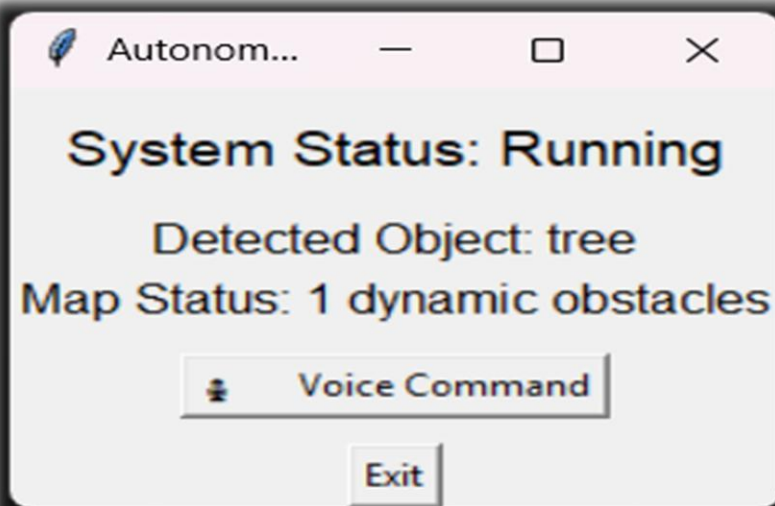 Autonom...
System Status: Running
Detected Object: tree
Map Status: 1 dynamic obstacles
Voice Command
Exit